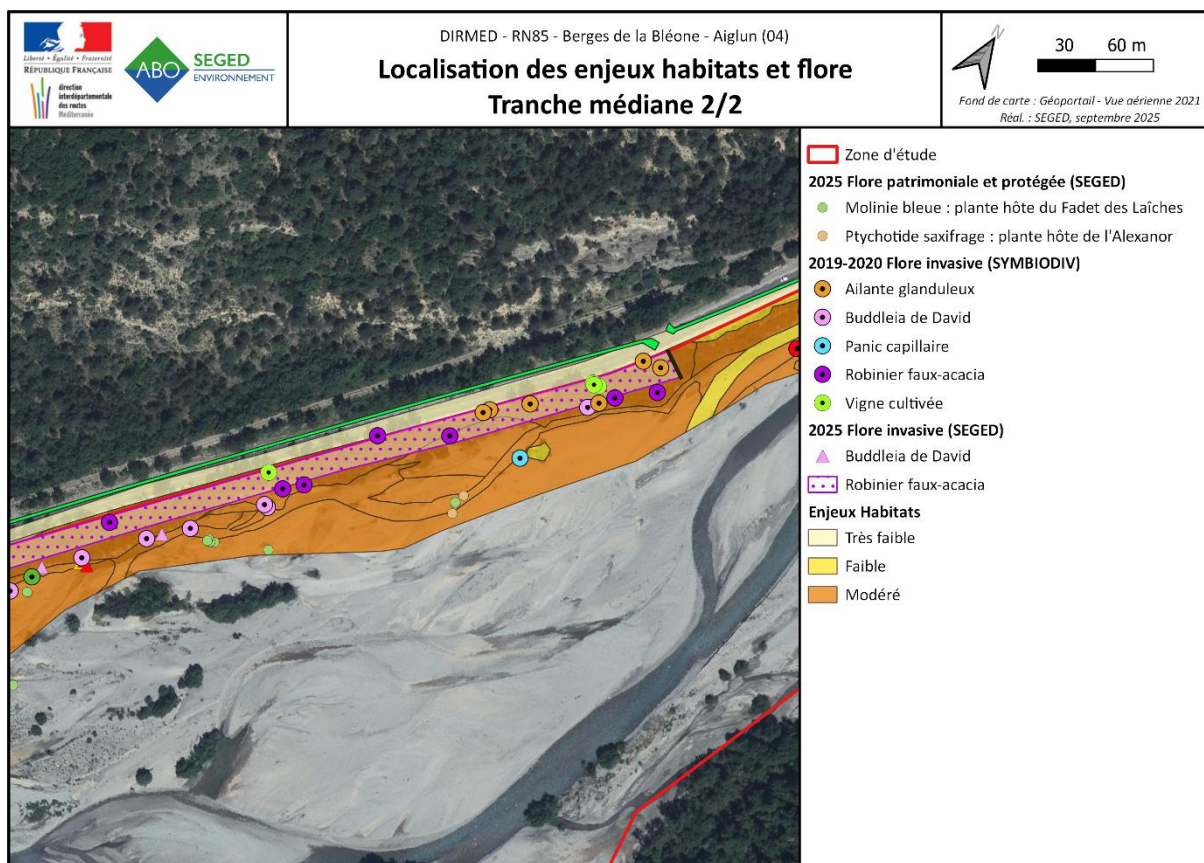 Liberté • Égalité • Fraternité
RÉPUBLIQUE FRANÇAISE
direction
interdépartementale
des routes
Méditerranée
ABO
SEGED
ENVIRONNEMENT
DIRMED - RN85 - Berges de la Bléone - Aiglun (04)
Localisation des enjeux habitats et flore
Tranche médiane 2/2
N
30 60 m
Fond de carte : Géoportail - Vue aérienne 2021
Réal. : SEGED, septembre 2025
Zone d'étude
2025 Flore patrimoniale et protégée (SEGED)
Molinie bleue : plante hôte du Fadet des Laîches
Ptychotide saxifrage : plante hôte de l'Alexanor
2019-2020 Flore invasive (SYMBIODIV)
Ailante glanduleux
Buddleia de David
Panic capillaire
Robinier faux-acacia
Vigne cultivée
2025 Flore invasive (SEGED)
Buddleia de David
Robinier faux-acacia
Enjeux Habitats
Très faible
Faible
Modéré